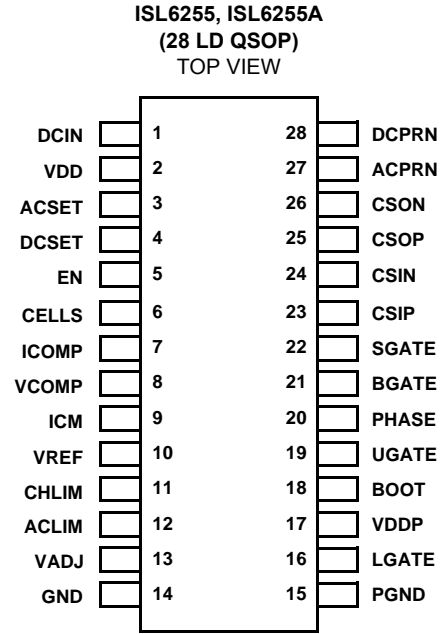 ISL6255, ISL6255A
(28 LD QSOP)
TOP VIEW
DCIN 1 28 DCPRN
VDD 2 27 ACPRN
ACSET 3 26 CSON
DCSET 4 25 CSOP
EN 5 24 CSIN
CELLS 6 23 CSIP
ICOMP 7 22 SGATE
VCOMP 8 21 BGATE
ICM 9 20 PHASE
VREF 10 19 UGATE
CHLIM 11 18 BOOT
ACLIM 12 17 VDDP
VADJ 13 16 LGATE
GND 14 15 PGND